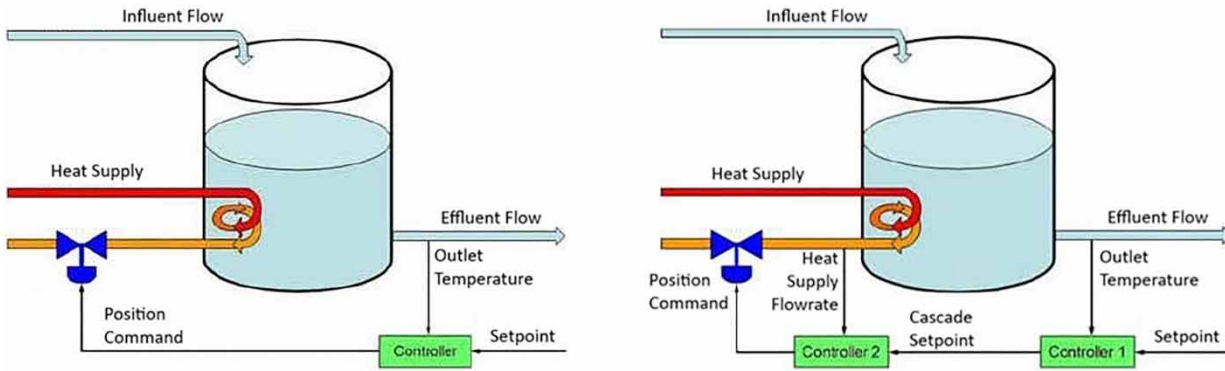 Influent Flow
Heat Supply
Effluent Flow
Outlet
Temperature
Position
Command
Controller
Setpoint
Influent Flow
Heat Supply
Effluent Flow
Position
Command
Heat
Supply
Flowrate
Outlet
Temperature
Cascade
Setpoint
Setpoint
Controller 2
Controller 1